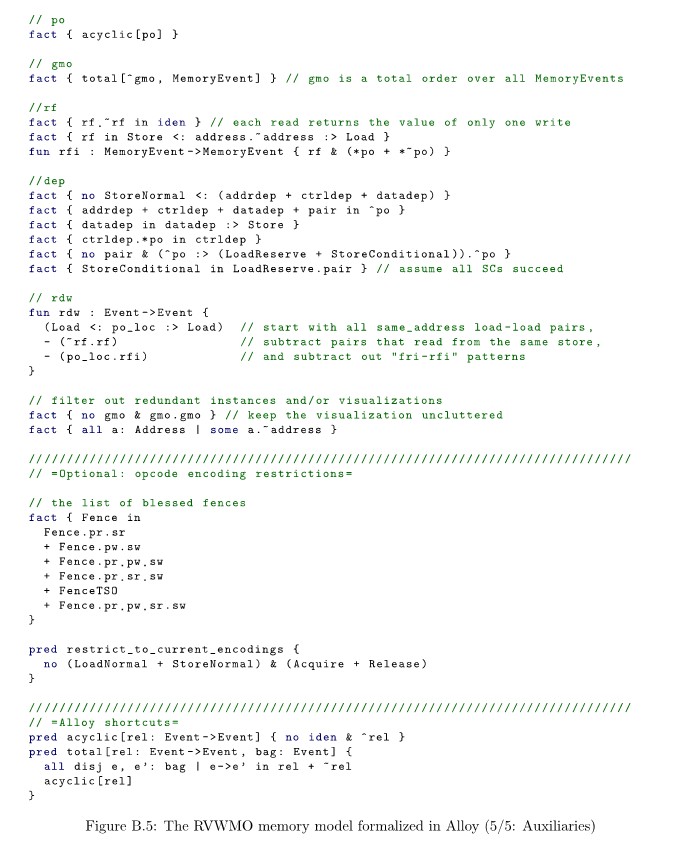 // po
fact { acyclic[po] }
// gmo
fact { total[^gmo, MemoryEvent] } // gmo is a total order over all MemoryEvents
//rf
fact { rf.~rf in iden } // each read returns the value of only one write
fact { rf in Store <: address.~address :> Load }
fun rfi : MemoryEvent->MemoryEvent { rf & (*po + *~po) }
//dep
fact { no StoreNormal <: (addrdep + ctrldep + datadep) }
fact { addrdep + ctrldep + datadep + pair in ^po }
fact { datadep in datadep :> Store }
fact { ctrldep.*po in ctrldep }
fact { no pair & (^po :> (LoadReserve + StoreConditional)).^po }
fact { StoreConditional in LoadReserve.pair } // assume all SCs succeed
// rdw
fun rdw : Event->Event {
(Load <: po_loc :> Load) // start with all same_address load-load pairs,
- (~rf.rf) // subtract pairs that read from the same store,
- (po_loc.rfi) // and subtract out "fri-rfi" patterns
}
// filter out redundant instances and/or visualizations
fact { no gmo & gmo.gmo } // keep the visualization uncluttered
fact { all a: Address | some a.~address }
///////////////////////////////////////////////////////////////////////////////
// =Optional: opcode encoding restrictions=
// the list of blessed fences
fact { Fence in
Fence.pr.sr
+ Fence.pw.sw
+ Fence.pr.pw.sw
+ Fence.pr.sr.sw
+ FenceTSO
+ Fence.pr.pw.sr.sw
}
pred restrict_to_current_encodings {
no (LoadNormal + StoreNormal) & (Acquire + Release)
}
///////////////////////////////////////////////////////////////////////////////
// =Alloy shortcuts=
pred acyclic[rel: Event->Event] { no iden & ^rel }
pred total[rel: Event->Event, bag: Event] {
all disj e, e': bag | e->e' in rel + ~rel
acyclic[rel]
}
Figure B.5: The RVWMO memory model formalized in Alloy (5/5: Auxiliaries)